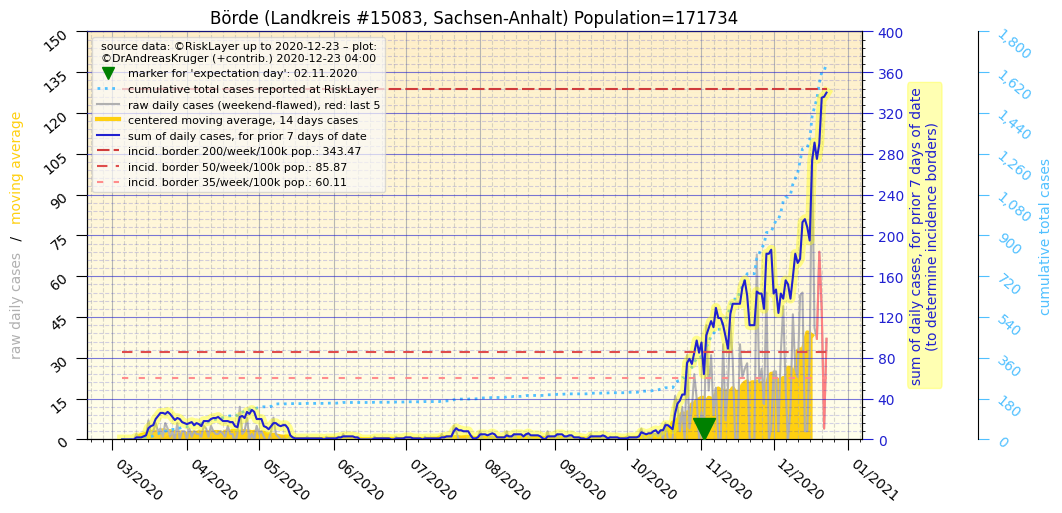 Börde (Landkreis #15083, Sachsen-Anhalt) Population=171734
source data: ©RiskLayer up to 2020-12-23 – plot:
©DrAndreasKruger (+contrib.) 2020-12-23 04:00
marker for 'expectation day': 02.11.2020
cumulative total cases reported at RiskLayer
raw daily cases (weekend-flawed), red: last 5
centered moving average, 14 days cases
sum of daily cases, for prior 7 days of date
incid. border 200/week/100k pop.: 343.47
incid. border 50/week/100k pop.: 85.87
incid. border 35/week/100k pop.: 60.11
raw daily cases / moving average
150
135
120
105
90
75
60
45
30
15
0
03/2020
04/2020
05/2020
06/2020
07/2020
08/2020
09/2020
10/2020
11/2020
12/2020
01/2021
400
360
320
280
240
200
160
120
80
40
0
sum of daily cases, for prior 7 days of date
(to determine incidence borders)
1,800
1,620
1,440
1,260
1,080
900
720
540
360
180
0
cumulative total cases